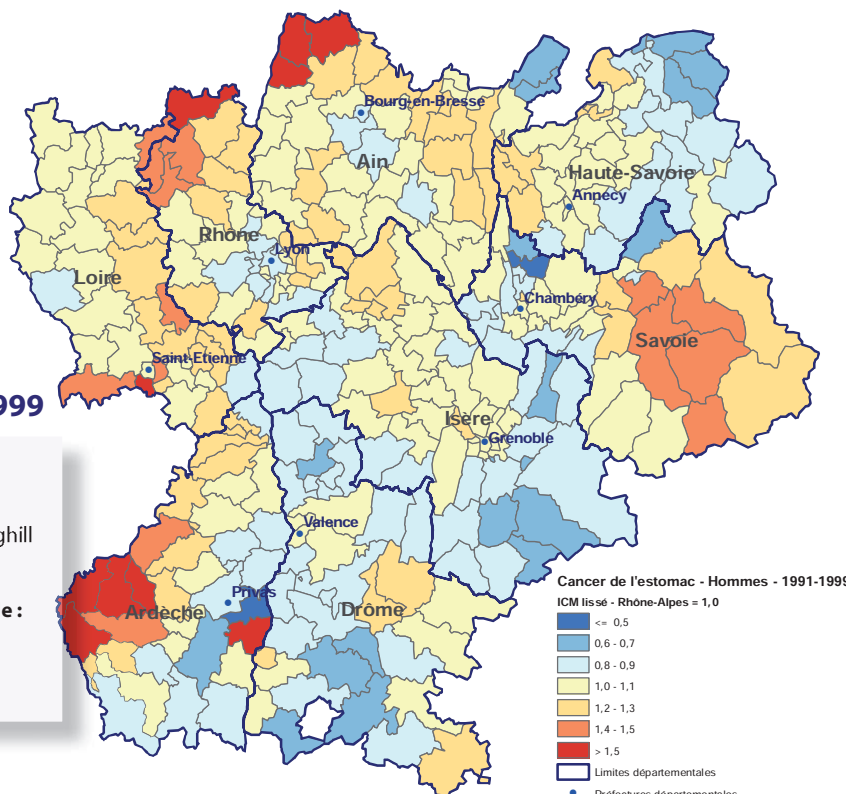 Bourg-en-Bresse
Ain
Haute-Savoie
Annecy
Rhône
Lyon
Loire
Chambéry
Savoie
Saint-Etienne
999
Isère
Grenoble
ghill
Valence
Privas
e :
Ardèche
Drôme
Cancer de l'estomac - Hommes - 1991-1999
ICM lissé - Rhône-Alpes = 1,0
<= 0,5
0,6 - 0,7
0,8 - 0,9
1,0 - 1,1
1,2 - 1,3
1,4 - 1,5
> 1,5
Limites départementales
Préfectures départementales